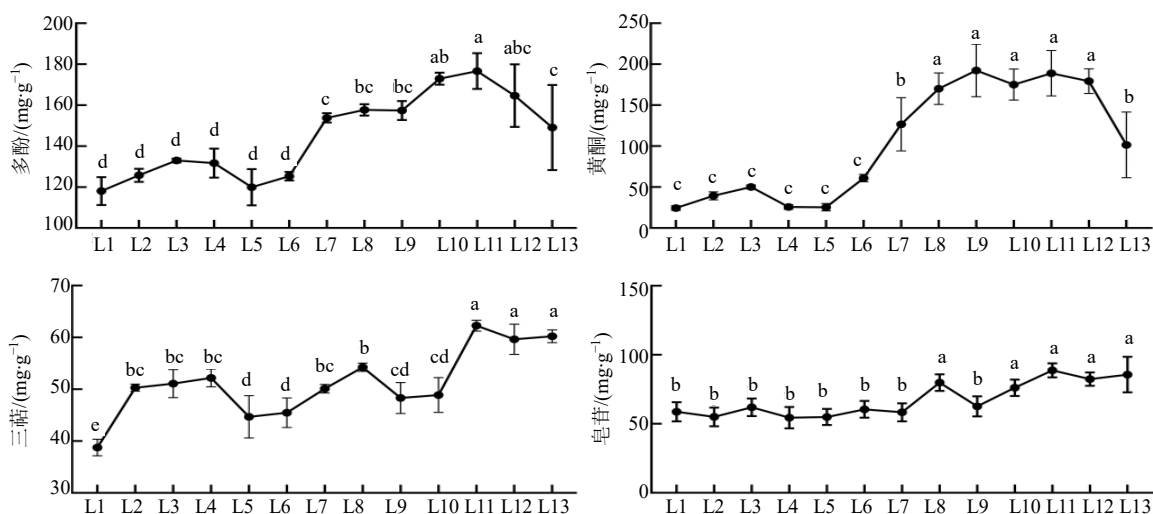 多酚/(mg·g⁻¹)
200
180
160
140
120
100
d d d d d d c bc bc ab a abc c
L1 L2 L3 L4 L5 L6 L7 L8 L9 L10 L11 L12 L13
黄酮/(mg·g⁻¹)
250
200
150
100
50
0
c c c c c c b a a a a a b
L1 L2 L3 L4 L5 L6 L7 L8 L9 L10 L11 L12 L13
三萜/(mg·g⁻¹)
70
60
50
40
30
e bc bc bc d d bc b cd cd a a a
L1 L2 L3 L4 L5 L6 L7 L8 L9 L10 L11 L12 L13
皂苷/(mg·g⁻¹)
150
100
50
0
b b b b b b b a b a a a a
L1 L2 L3 L4 L5 L6 L7 L8 L9 L10 L11 L12 L13